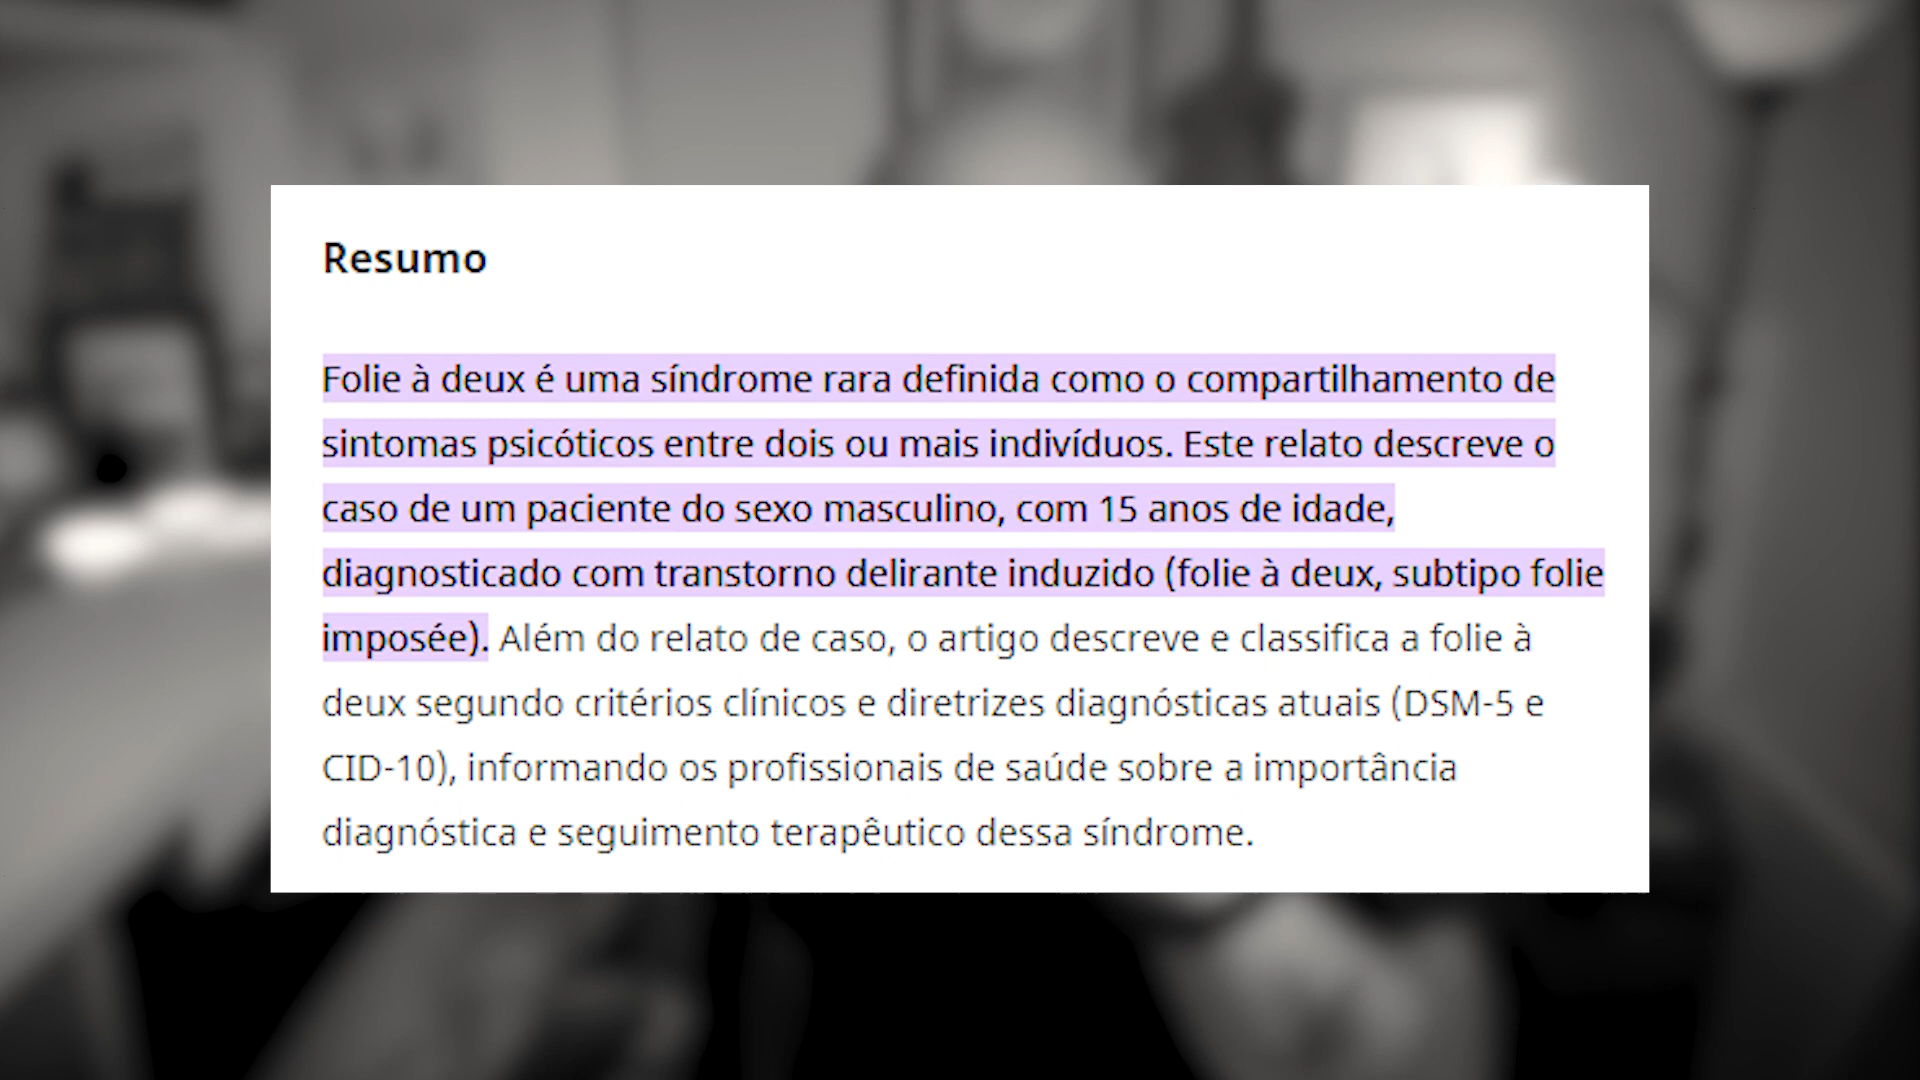 Resumo
Folie à deux é uma síndrome rara definida como o compartilhamento de
sintomas psicóticos entre dois ou mais indivíduos. Este relato descreve o
caso de um paciente do sexo masculino, com 15 anos de idade,
diagnosticado com transtorno delirante induzido (folie à deux, subtipo folie
imposée). Além do relato de caso, o artigo descreve e classifica a folie à
deux segundo critérios clínicos e diretrizes diagnósticas atuais (DSM-5 e
CID-10), informando os profissionais de saúde sobre a importância
diagnóstica e seguimento terapêutico dessa síndrome.